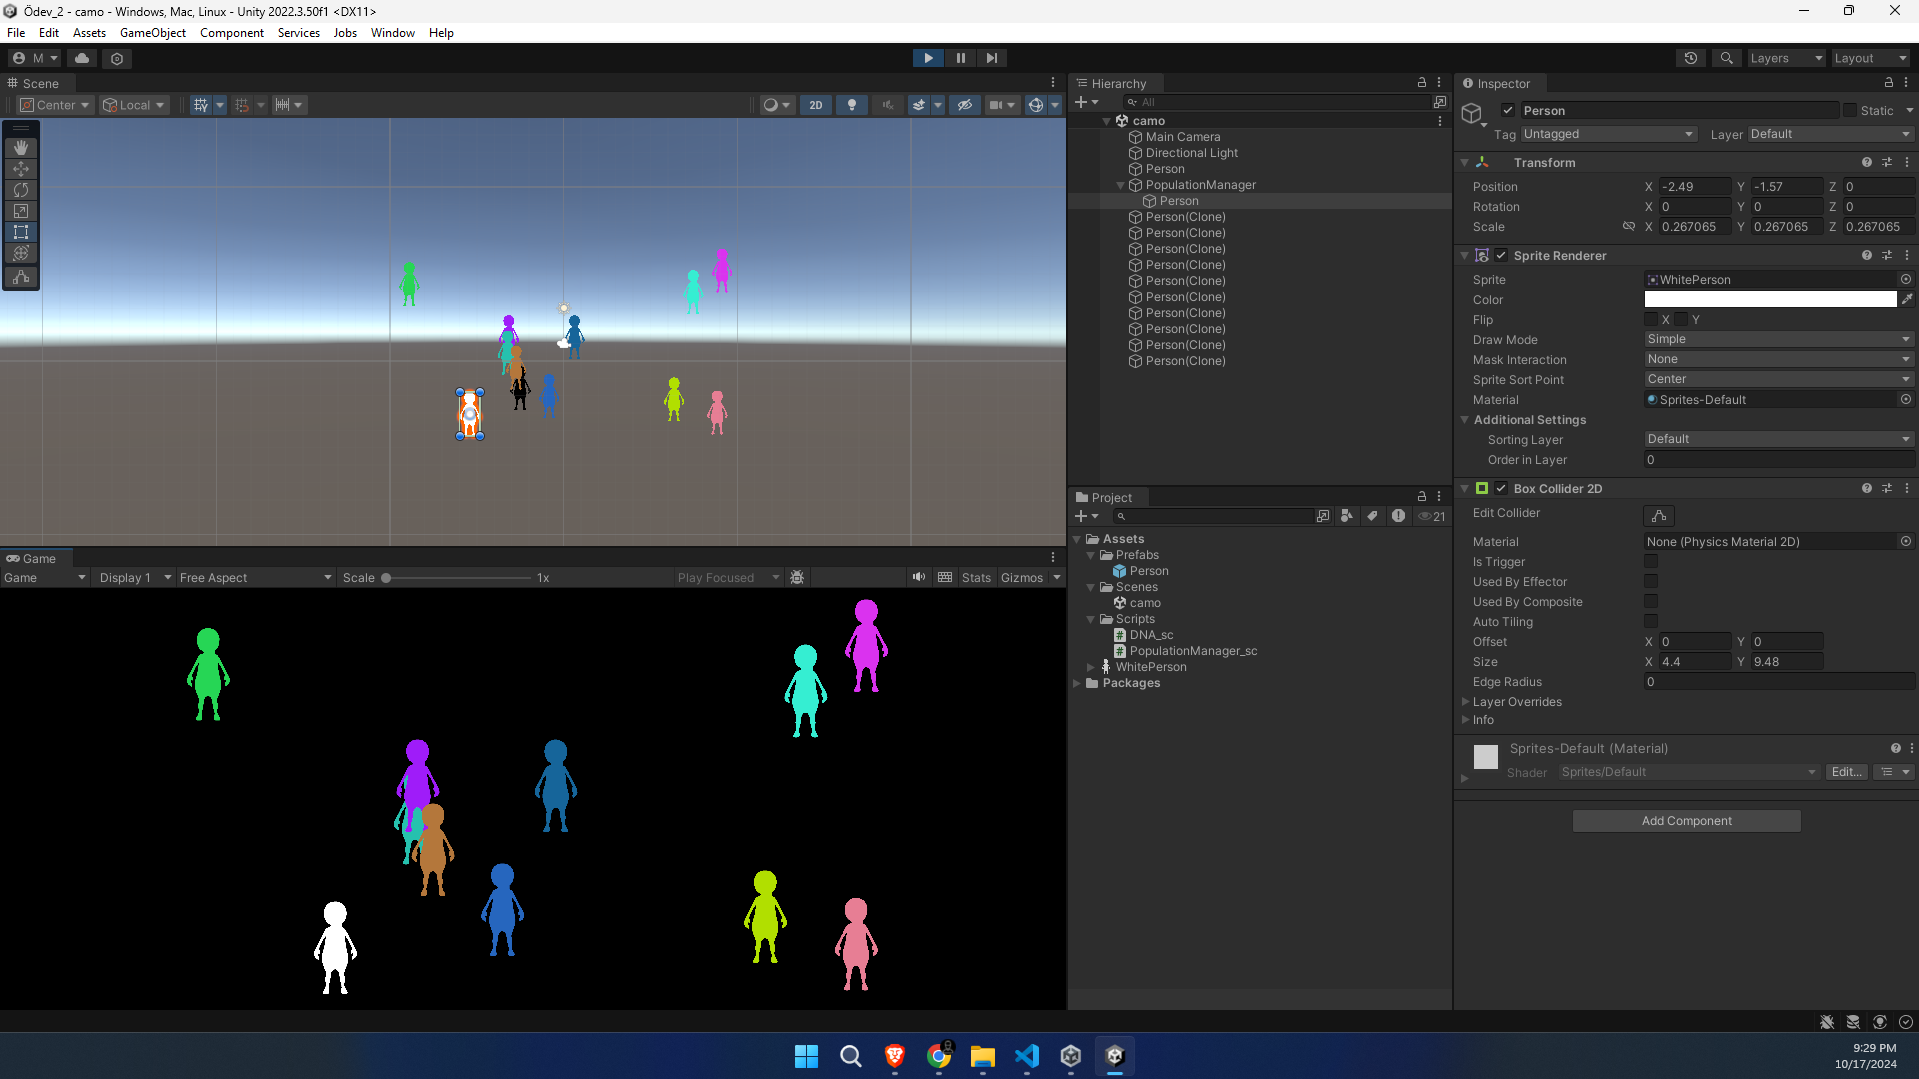 Ödev_2 - camo - Windows, Mac, Linux - Unity 2022.3.50f1 <DX11>
File Edit Assets GameObject Component Services Jobs Window Help
M
Layers Layout
Scene
Center Local 2D
Game
Game Display 1 Free Aspect Scale 1x Play Focused Stats Gizmos
Hierarchy
All
camo
Main Camera
Directional Light
Person
PopulationManager
Person
Person(Clone)
Person(Clone)
Person(Clone)
Person(Clone)
Person(Clone)
Person(Clone)
Person(Clone)
Person(Clone)
Person(Clone)
Person(Clone)
Project
21
Assets
Prefabs
Person
Scenes
camo
Scripts
DNA_sc
PopulationManager_sc
WhitePerson
Packages
Inspector
Person Static
Tag Untagged Layer Default
Transform
Position X -2.49 Y -1.57 Z 0
Rotation X 0 Y 0 Z 0
Scale X 0.267065 Y 0.267065 Z 0.267065
Sprite Renderer
Sprite WhitePerson
Color
Flip X Y
Draw Mode Simple
Mask Interaction None
Sprite Sort Point Center
Material Sprites-Default
Additional Settings
Sorting Layer Default
Order in Layer 0
Box Collider 2D
Edit Collider
Material None (Physics Material 2D)
Is Trigger
Used By Effector
Used By Composite
Auto Tiling
Offset X 0 Y 0
Size X 4.4 Y 9.48
Edge Radius 0
Layer Overrides
Info
Sprites-Default (Material)
Shader Sprites/Default Edit...
Add Component
9:29 PM
10/17/2024